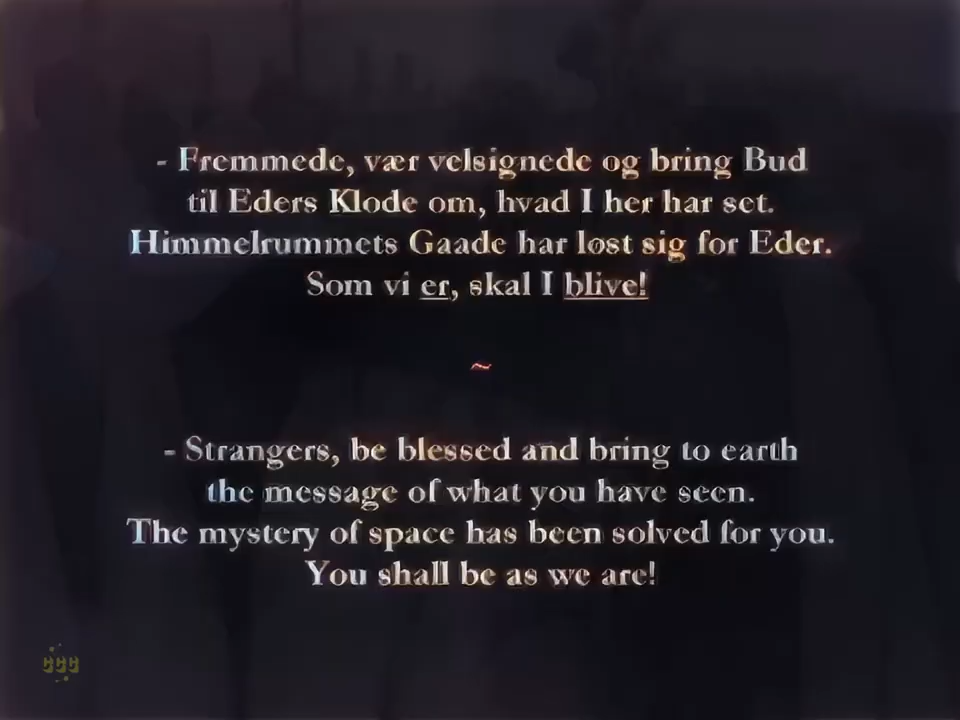 - Fremmede, vær velsignede og bring Bud
til Eders Klode om, hvad I her har set.
Himmelrummets Gaade har løst sig for Eder.
Som vi er, skal I blive!
~
- Strangers, be blessed and bring to earth
the message of what you have seen.
The mystery of space has been solved for you.
You shall be as we are!
CCC